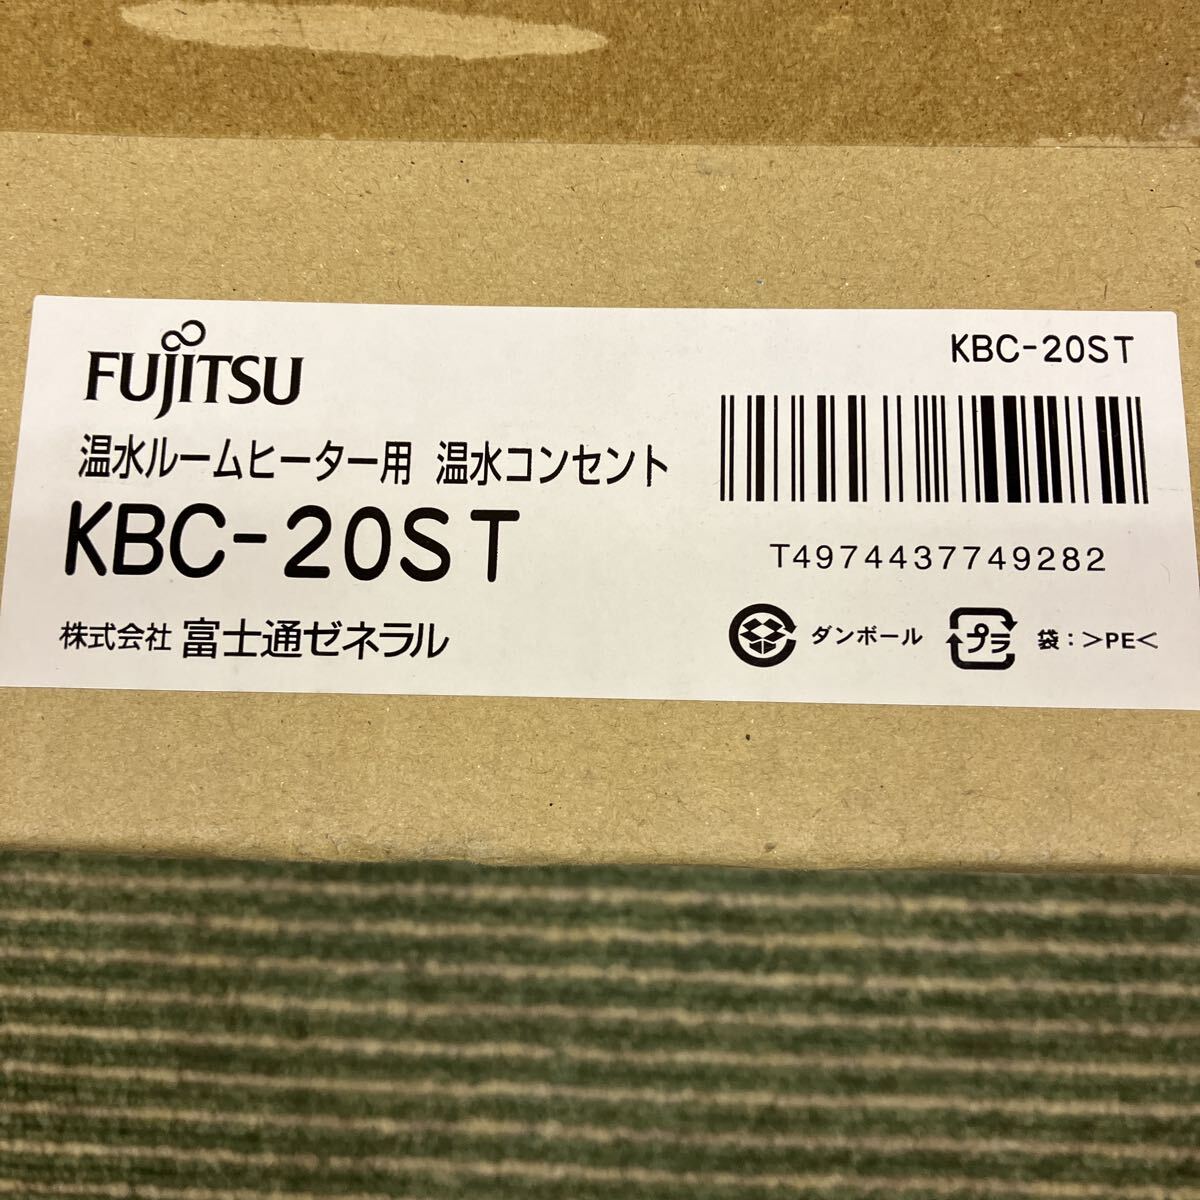 FUJITSU
KBC-20ST
温水ルームヒーター用 温水コンセント
KBC-20ST
T4974437749282
株式会社 富士通ゼネラル
ダンボール
プラ
袋：>PE<